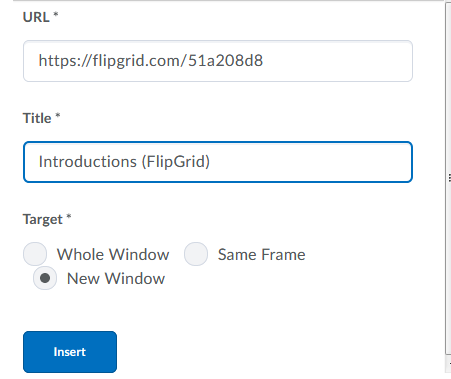 URL *
https://flipgrid.com/51a208d8
Title *
Introductions (FlipGrid)
Target *
Whole Window Same Frame
New Window
Insert